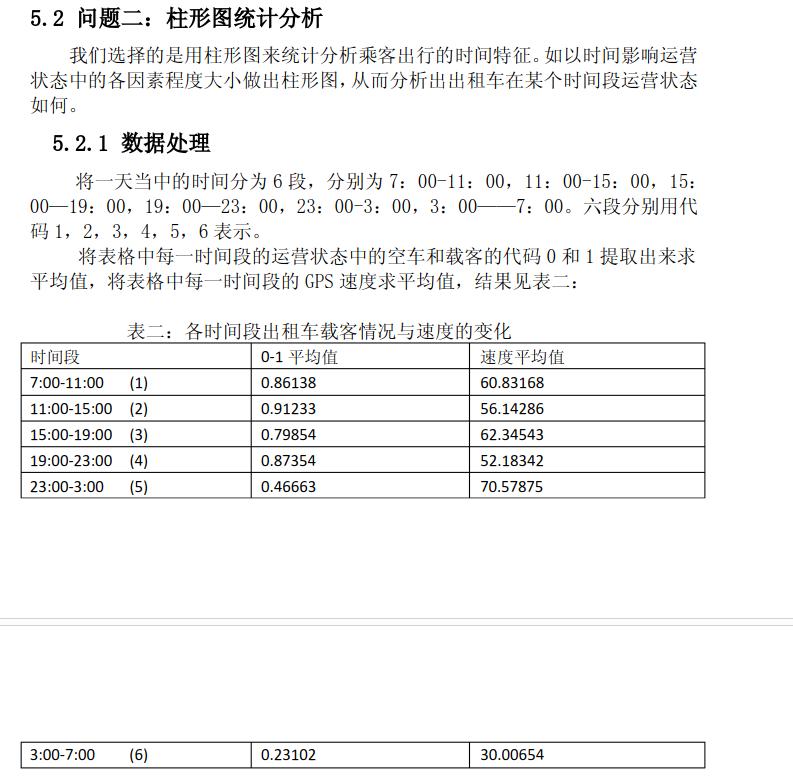 5.2 问题二：柱形图统计分析
我们选择的是用柱形图来统计分析乘客出行的时间特征。如以时间影响运营
状态中的各因素程度大小做出柱形图，从而分析出出租车在某个时间段运营状态
如何。
5.2.1 数据处理
将一天当中的时间分为 6 段，分别为 7：00-11：00，11：00-15：00，15：
00—19：00，19：00—23：00，23：00-3：00，3：00——7：00。六段分别用代
码 1，2，3，4，5，6 表示。
将表格中每一时间段的运营状态中的空车和载客的代码 0 和 1 提取出来求
平均值，将表格中每一时间段的 GPS 速度求平均值，结果见表二：
表二：各时间段出租车载客情况与速度的变化
时间段 0-1 平均值 速度平均值
7:00-11:00 (1) 0.86138 60.83168
11:00-15:00 (2) 0.91233 56.14286
15:00-19:00 (3) 0.79854 62.34543
19:00-23:00 (4) 0.87354 52.18342
23:00-3:00 (5) 0.46663 70.57875
3:00-7:00 (6) 0.23102 30.00654